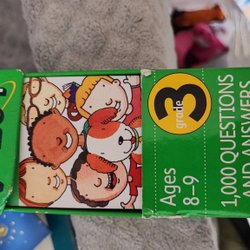 3
grade
Ages
8–9
1,000 QUESTIONS
AND ANSWERS